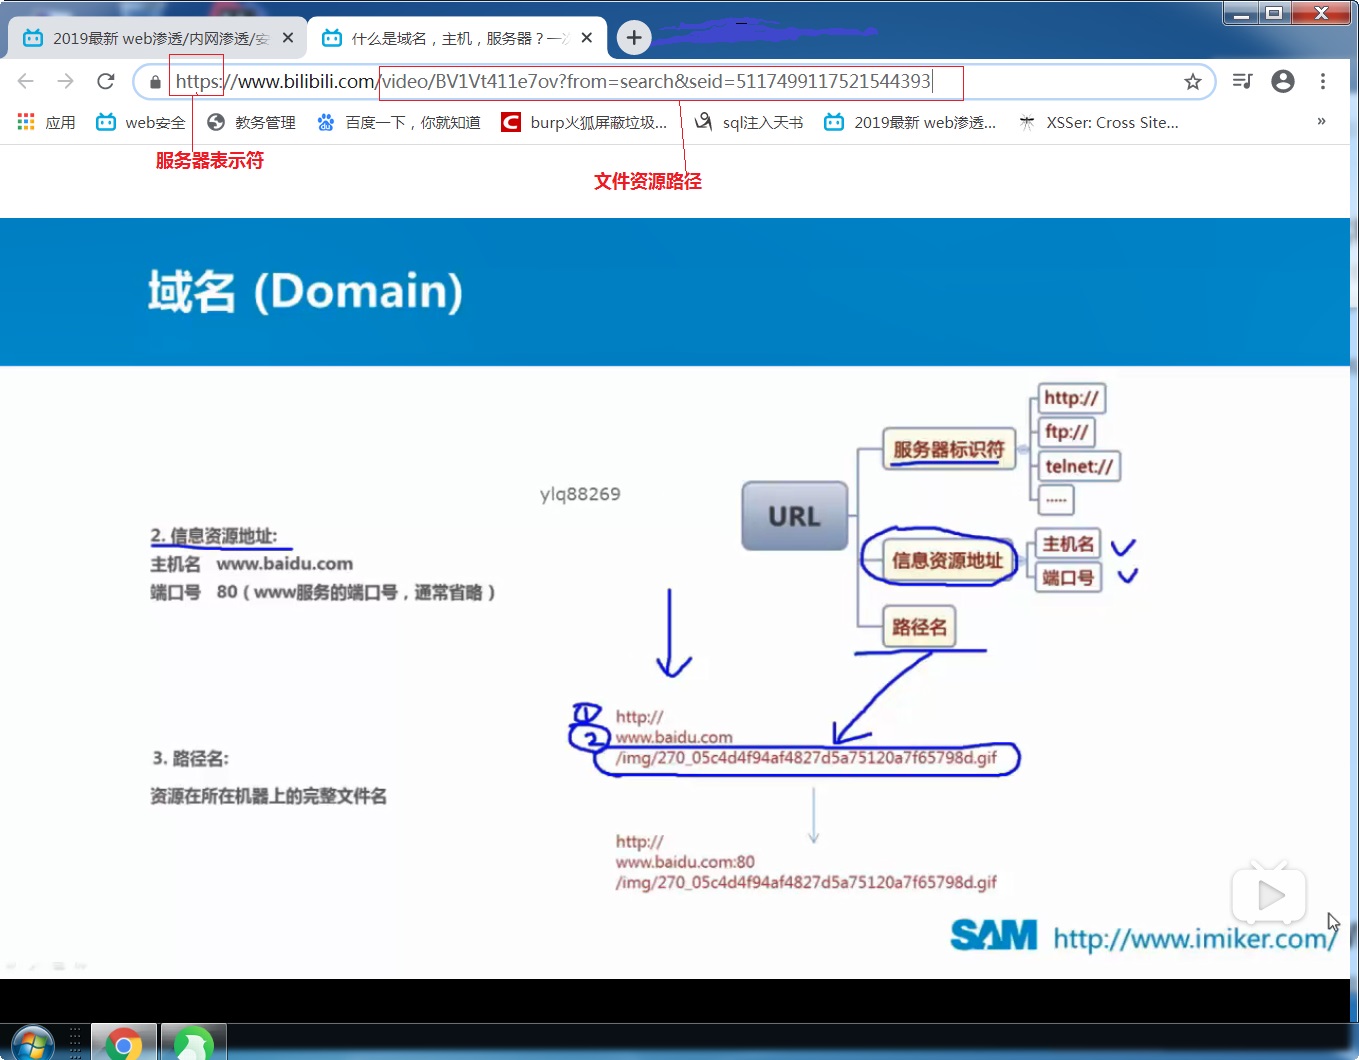 2019最新 web渗透/内网渗透/安
什么是域名，主机，服务器？一次
https://www.bilibili.com/video/BV1Vt411e7ov?from=search&seid=5117499117521544393
应用
web安全
教务管理
百度一下，你就知道
burp火狐屏蔽垃圾...
sql注入天书
2019最新 web渗透...
XSSer: Cross Site...
»
服务器表示符
文件资源路径
域名 (Domain)
http://
服务器标识符
ftp://
telnet://
.....
ylq88269
URL
2. 信息资源地址:
主机名 www.baidu.com
端口号 80（www服务的端口号，通常省略）
信息资源地址
主机名
端口号
路径名
① http://
② www.baidu.com
/img/270_05c4d4f94af4827d5a75120a7f65798d.gif
3. 路径名:
资源在所在机器上的完整文件名
http://
www.baidu.com:80
/img/270_05c4d4f94af4827d5a75120a7f65798d.gif
SAM http://www.imiker.com/